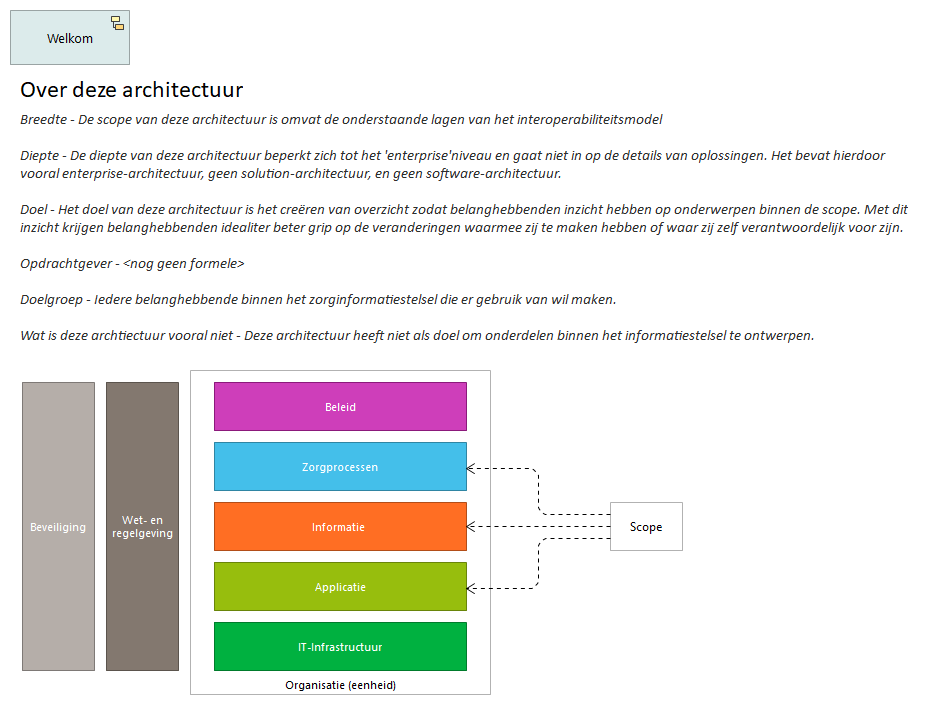 Welkom
Over deze architectuur
Breedte - De scope van deze architectuur is omvat de onderstaande lagen van het interoperabiliteitsmodel
Diepte - De diepte van deze architectuur beperkt zich tot het 'enterprise'niveau en gaat niet in op de details van oplossingen. Het bevat hierdoor
vooral enterprise-architectuur, geen solution-architectuur, en geen software-architectuur.
Doel - Het doel van deze architectuur is het creëren van overzicht zodat belanghebbenden inzicht hebben op onderwerpen binnen de scope. Met dit
inzicht krijgen belanghebbenden idealiter beter grip op de veranderingen waarmee zij te maken hebben of waar zij zelf verantwoordelijk voor zijn.
Opdrachtgever - <nog geen formele>
Doelgroep - Iedere belanghebbende binnen het zorginformatiestelsel die er gebruik van wil maken.
Wat is deze archtiectuur vooral niet - Deze architectuur heeft niet als doel om onderdelen binnen het informatiestelsel te ontwerpen.
Beveiliging
Wet- en
regelgeving
Beleid
Zorgprocessen
Informatie
Applicatie
IT-Infrastructuur
Organisatie (eenheid)
Scope